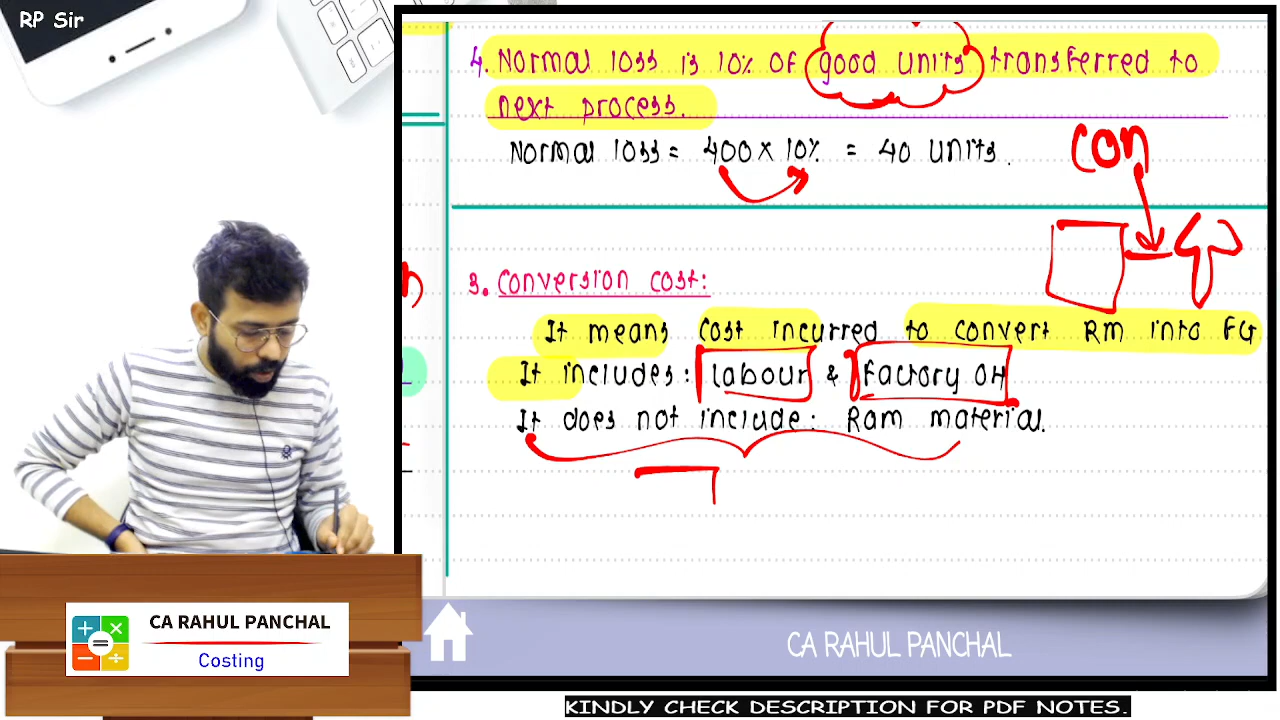 RP Sir
4. Normal loss is 10% of good units transferred to
next process.
Normal loss = 400 × 10% = 40 units.
con
3. Conversion cost:
It means cost incurred to convert RM into FG
It includes: labour & Factory OH
It does not include: Ram material.
CA RAHUL PANCHAL
Costing
CA RAHUL PANCHAL
KINDLY CHECK DESCRIPTION FOR PDF NOTES.